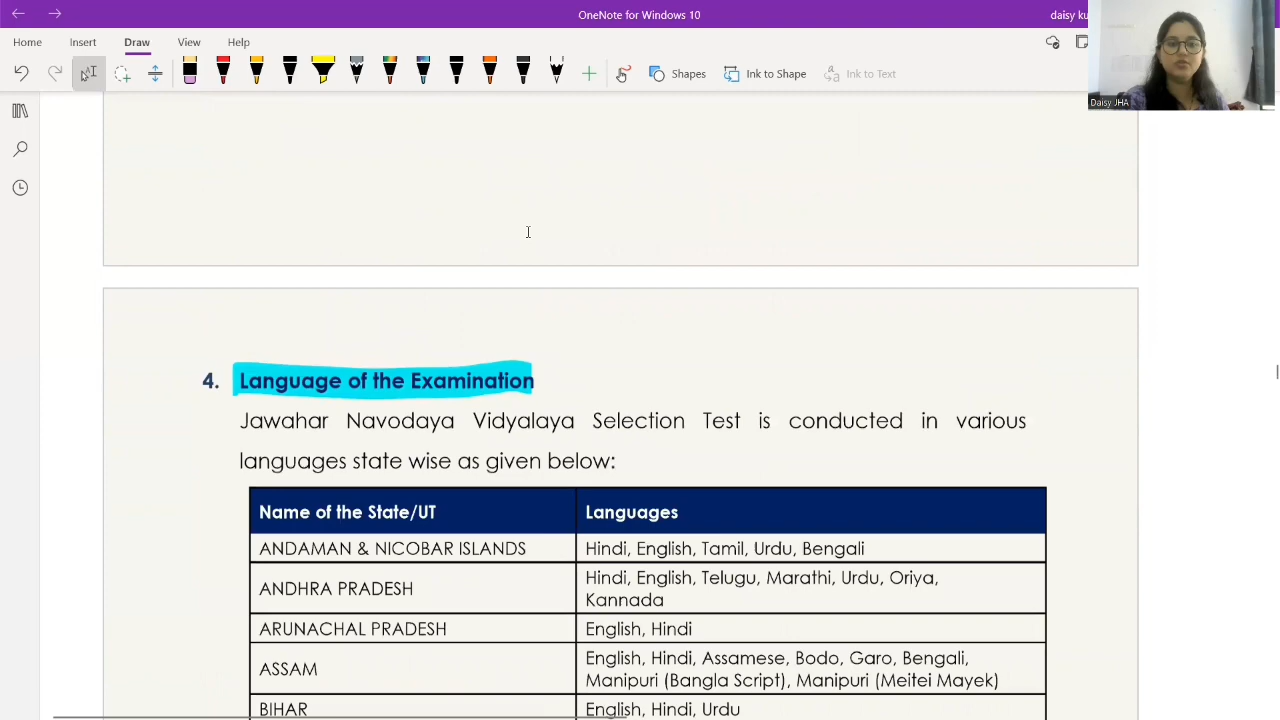 OneNote for Windows 10
daisy ku
Home Insert Draw View Help
Shapes Ink to Shape Ink to Text
Daisy JHA
4. Language of the Examination
Jawahar Navodaya Vidyalaya Selection Test is conducted in various
languages state wise as given below:
Name of the State/UT Languages
ANDAMAN & NICOBAR ISLANDS Hindi, English, Tamil, Urdu, Bengali
ANDHRA PRADESH Hindi, English, Telugu, Marathi, Urdu, Oriya,
Kannada
ARUNACHAL PRADESH English, Hindi
ASSAM English, Hindi, Assamese, Bodo, Garo, Bengali,
Manipuri (Bangla Script), Manipuri (Meitei Mayek)
BIHAR English, Hindi, Urdu